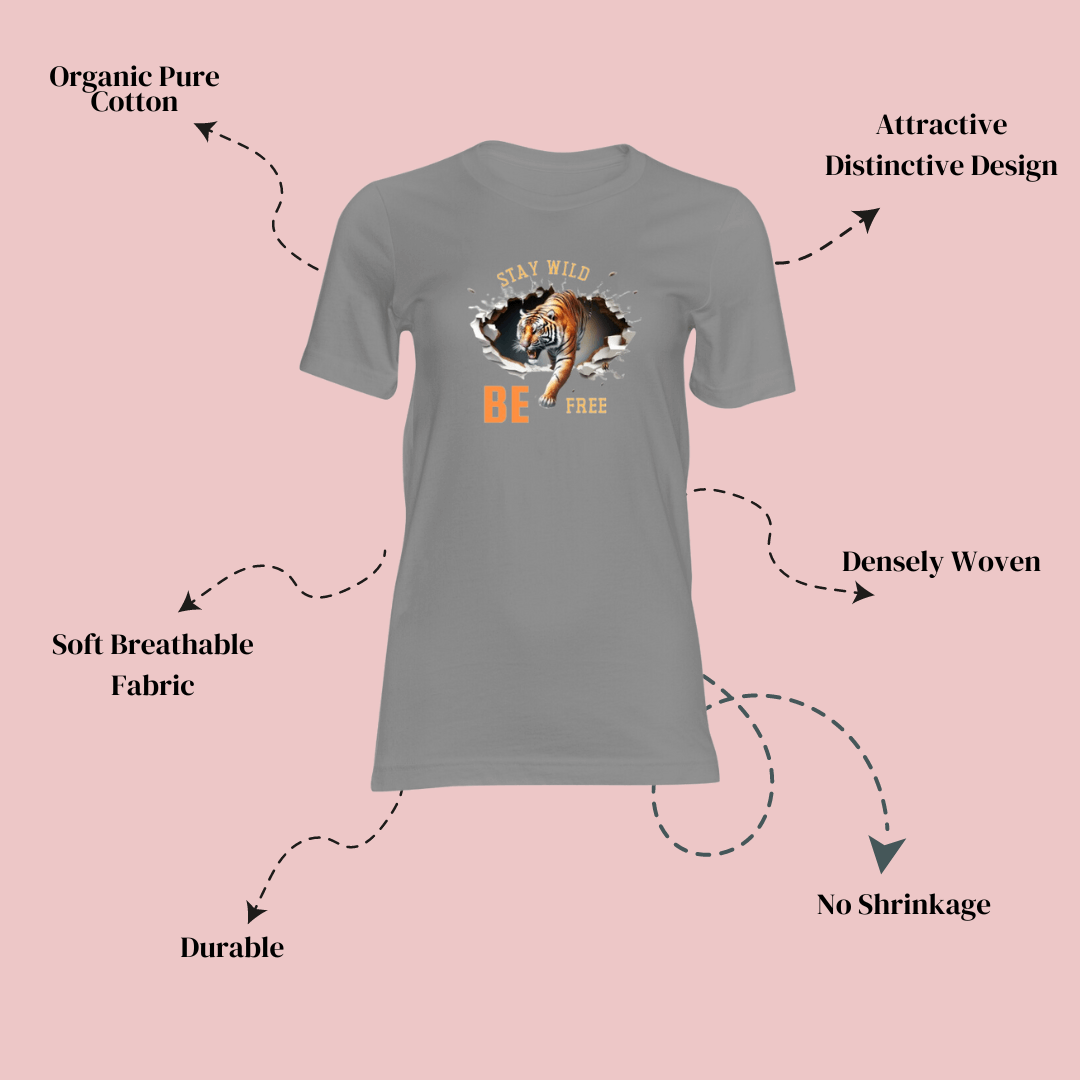 Organic Pure
Cotton
Attractive
Distinctive Design
STAY WILD
BE FREE
Densely Woven
Soft Breathable
Fabric
No Shrinkage
Durable